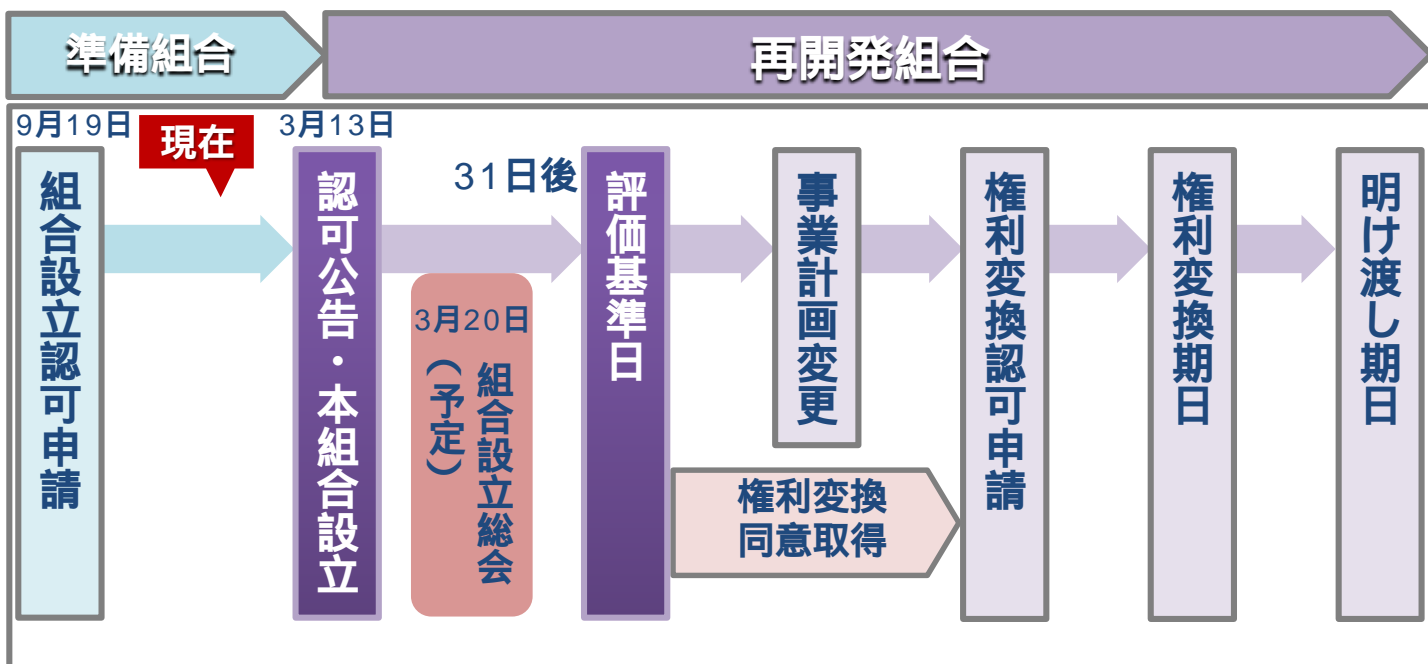 準備組合
再開発組合
9月19日
現在
3月13日
31日後
組合設立認可申請
認可公告・本組合設立
3月20日
組合設立総会
（予定）
評価基準日
事業計画変更
権利変換
同意取得
権利変換認可申請
権利変換期日
明け渡し期日